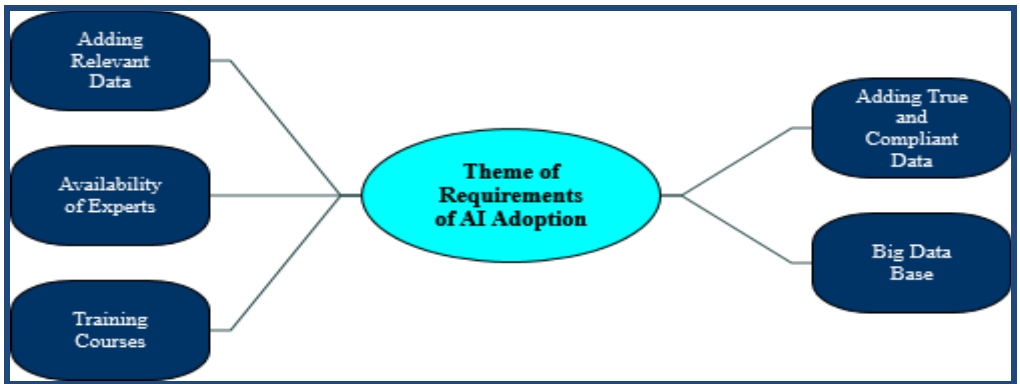 Adding
Relevant
Data
Availability
of Experts
Training
Courses
Theme of
Requirements
of AI Adoption
Adding True
and
Compliant
Data
Big Data
Base